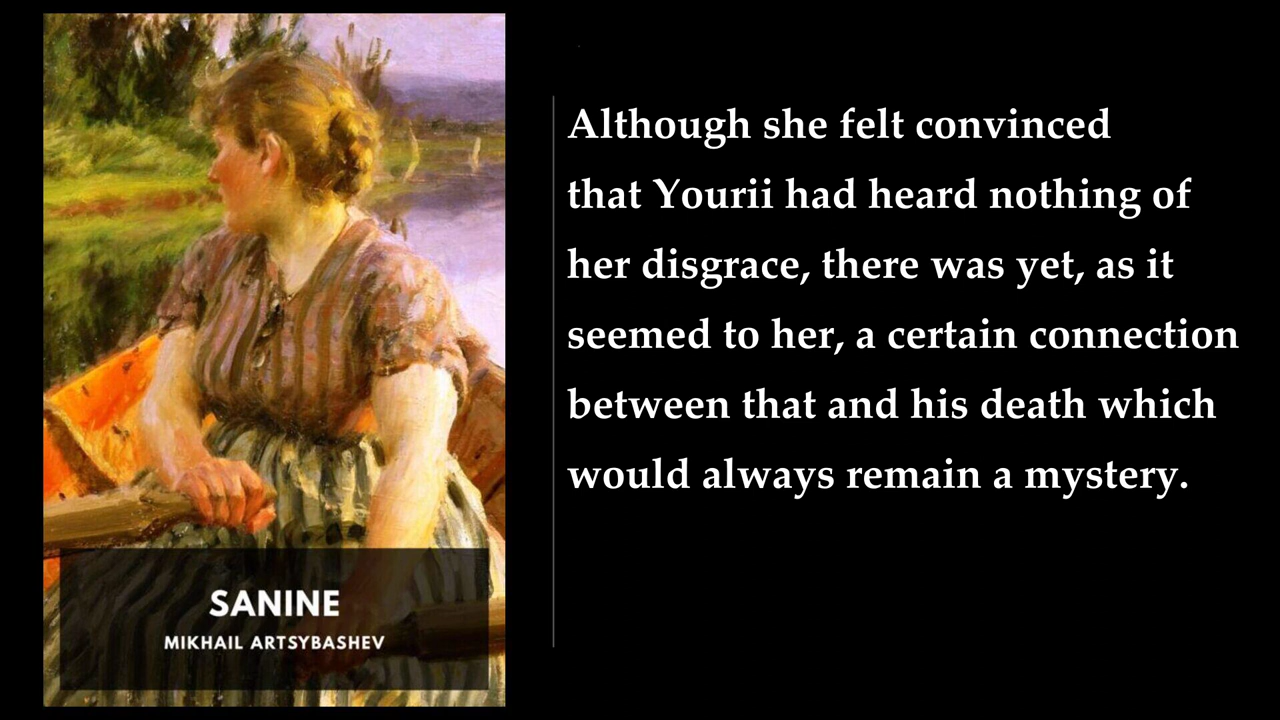 SANINE
MIKHAIL ARTSYBASHEV
Although she felt convinced
that Yourii had heard nothing of
her disgrace, there was yet, as it
seemed to her, a certain connection
between that and his death which
would always remain a mystery.